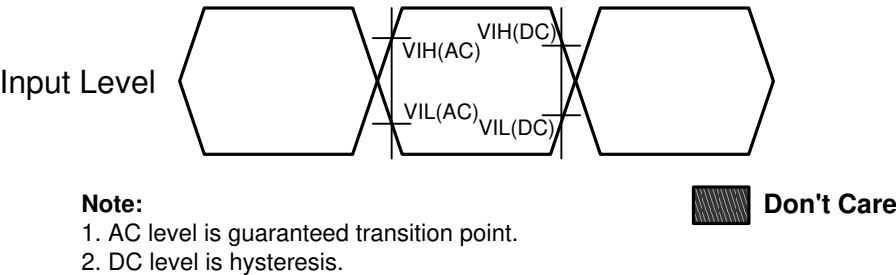 VIH(DC)
VIH(AC)
Input Level
VIL(AC)
VIL(DC)
Note:
Don't Care
1. AC level is guaranteed transition point.
2. DC level is hysteresis.